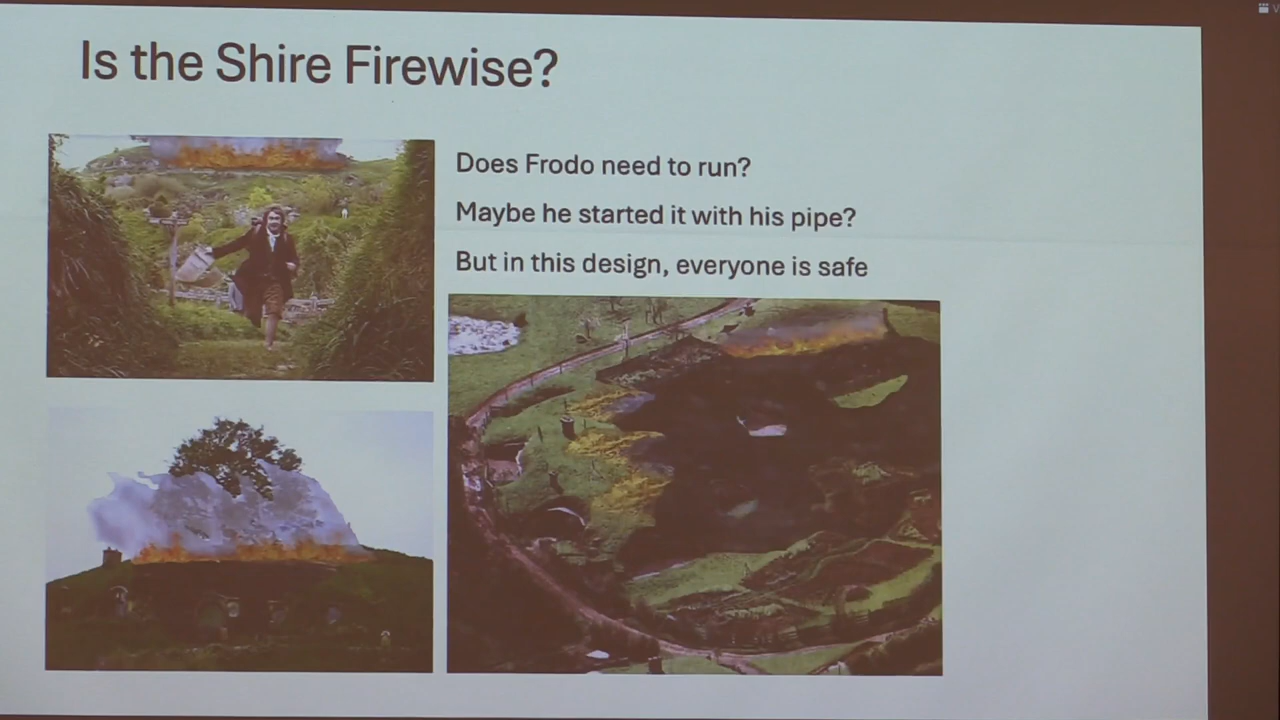 Is the Shire Firewise?
Does Frodo need to run?
Maybe he started it with his pipe?
But in this design, everyone is safe